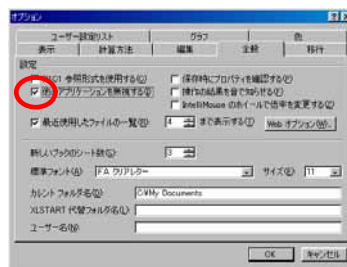 オプション
ユーザー設定リスト グラフ 色
表示 計算方法 編集 全般 移行
設定
R1C1 参照形式を使用する(C)
保存時にプロパティを確認する(P)
他のアプリケーションを無視する(I)
操作の結果を音で知らせる(F)
IntelliMouse のホイールで倍率を変更する(Z)
最近使用したファイルの一覧(R): 4 まで表示する(T) Web オプション(W)...
新しいブックのシート数(S): 3
標準フォント(A) ＦＡ クリアレター サイズ(E) 11
カレント フォルダ名(D): C:¥My Documents
XLSTART 代替フォルダ名(L)
ユーザー名(N)
OK キャンセル